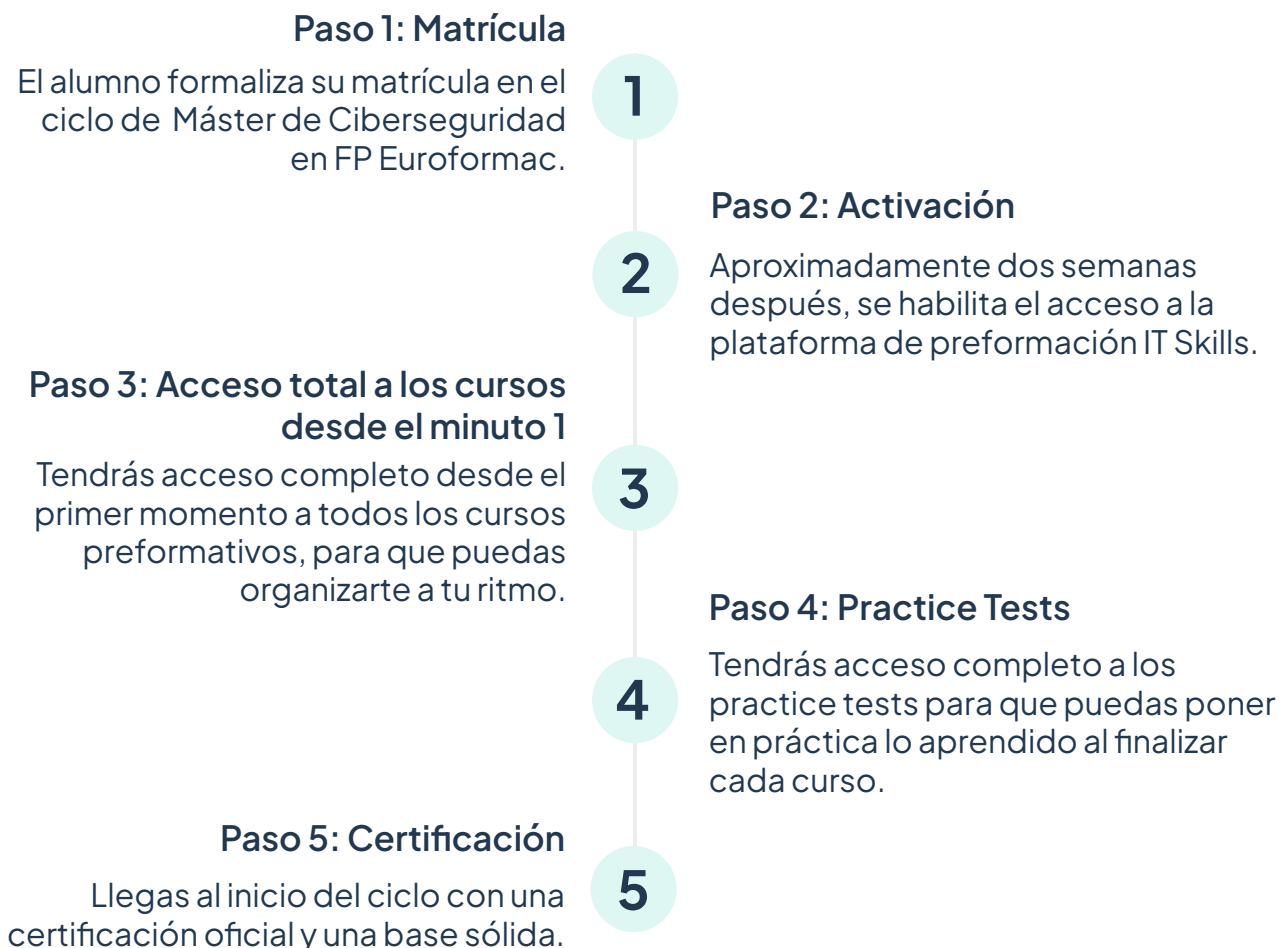 Paso 1: Matrícula
El alumno formaliza su matrícula en el
ciclo de  Máster de Ciberseguridad
en FP Euroformac.
1
Paso 2: Activación
2
Aproximadamente dos semanas
después, se habilita el acceso a la
plataforma de preformación IT Skills.
Paso 3: Acceso total a los cursos
desde el minuto 1
Tendrás acceso completo desde el
primer momento a todos los cursos
preformativos, para que puedas
organizarte a tu ritmo.
3
Paso 4: Practice Tests
4
Tendrás acceso completo a los
practice tests para que puedas poner
en práctica lo aprendido al finalizar
cada curso.
Paso 5: Certificación
Llegas al inicio del ciclo con una
certificación oficial y una base sólida.
5